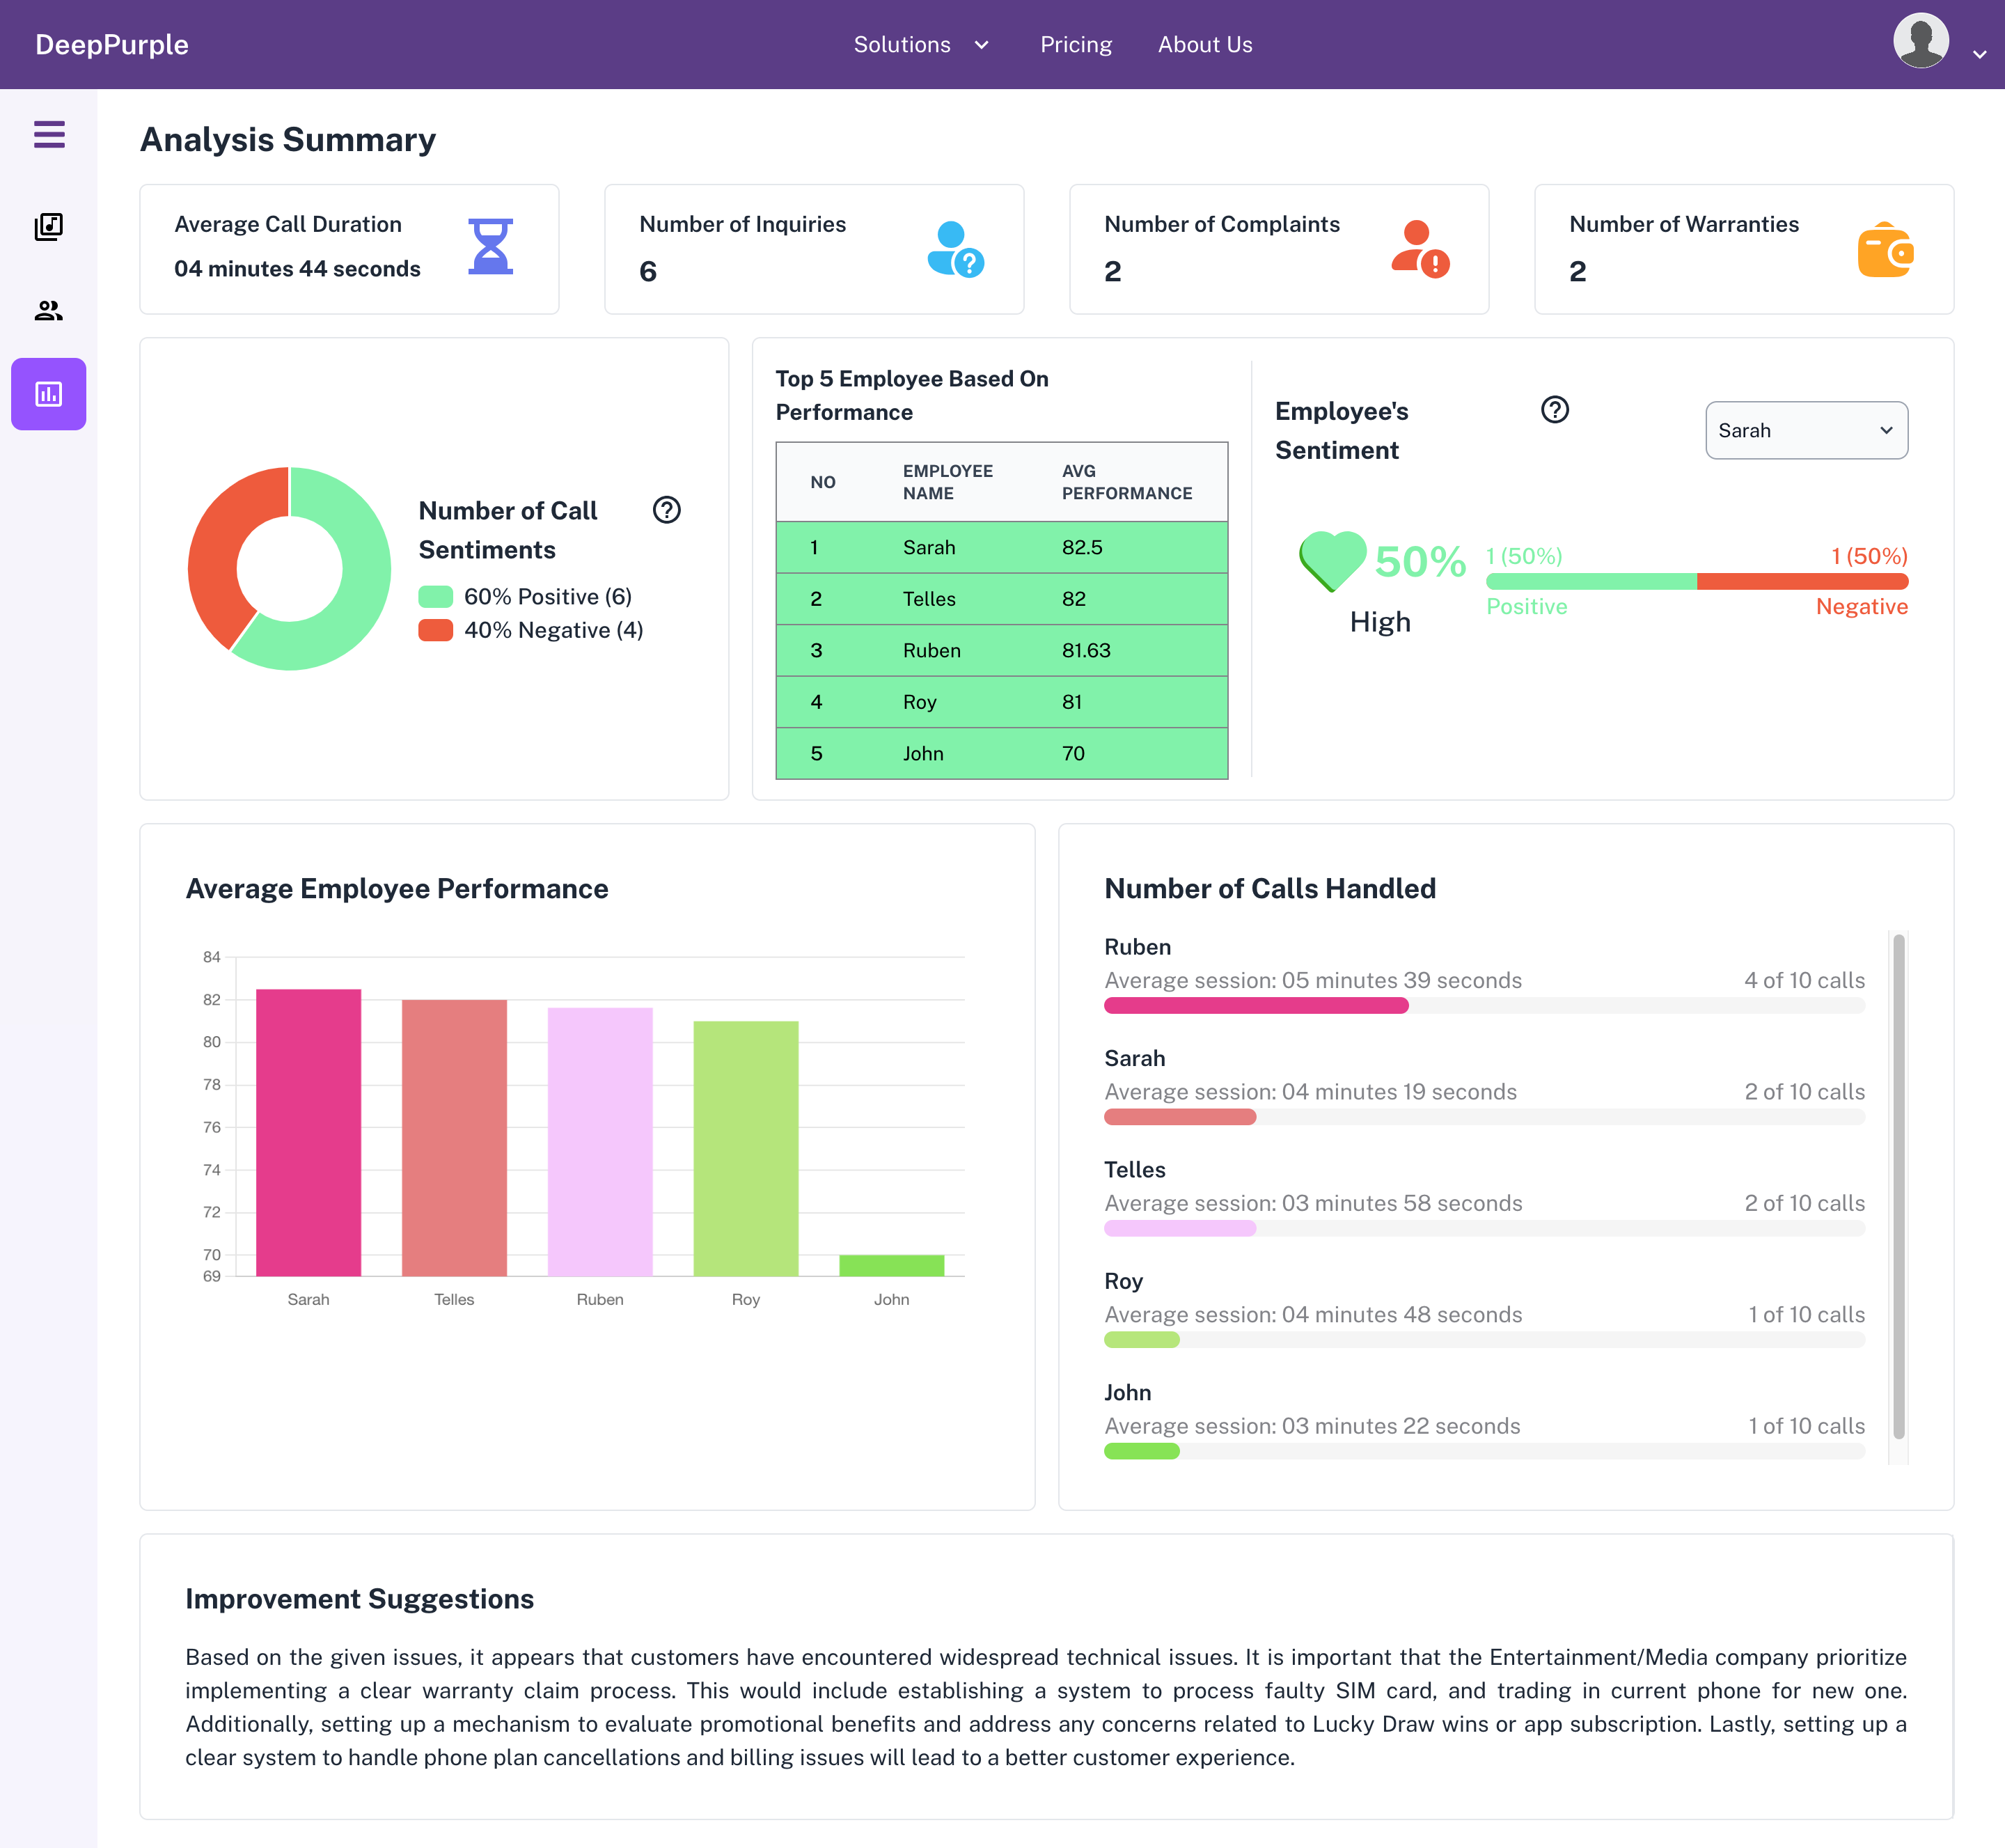 DeepPurple
Solutions
Pricing
About Us
Analysis Summary
Average Call Duration
04 minutes 44 seconds
Number of Inquiries
6
Number of Complaints
2
Number of Warranties
2
Number of Call
Sentiments
60% Positive (6)
40% Negative (4)
Top 5 Employee Based On
Performance
NO EMPLOYEE NAME AVG PERFORMANCE
1 Sarah 82.5
2 Telles 82
3 Ruben 81.63
4 Roy 81
5 John 70
Employee's
Sentiment
Sarah
50%
High
1 (50%) 1 (50%)
Positive Negative
Average Employee Performance
84
82
80
78
76
74
72
70
69
Sarah Telles Ruben Roy John
Number of Calls Handled
Ruben
Average session: 05 minutes 39 seconds 4 of 10 calls
Sarah
Average session: 04 minutes 19 seconds 2 of 10 calls
Telles
Average session: 03 minutes 58 seconds 2 of 10 calls
Roy
Average session: 04 minutes 48 seconds 1 of 10 calls
John
Average session: 03 minutes 22 seconds 1 of 10 calls
Improvement Suggestions
Based on the given issues, it appears that customers have encountered widespread technical issues. It is important that the Entertainment/Media company prioritize
implementing a clear warranty claim process. This would include establishing a system to process faulty SIM card, and trading in current phone for new one.
Additionally, setting up a mechanism to evaluate promotional benefits and address any concerns related to Lucky Draw wins or app subscription. Lastly, setting up a
clear system to handle phone plan cancellations and billing issues will lead to a better customer experience.